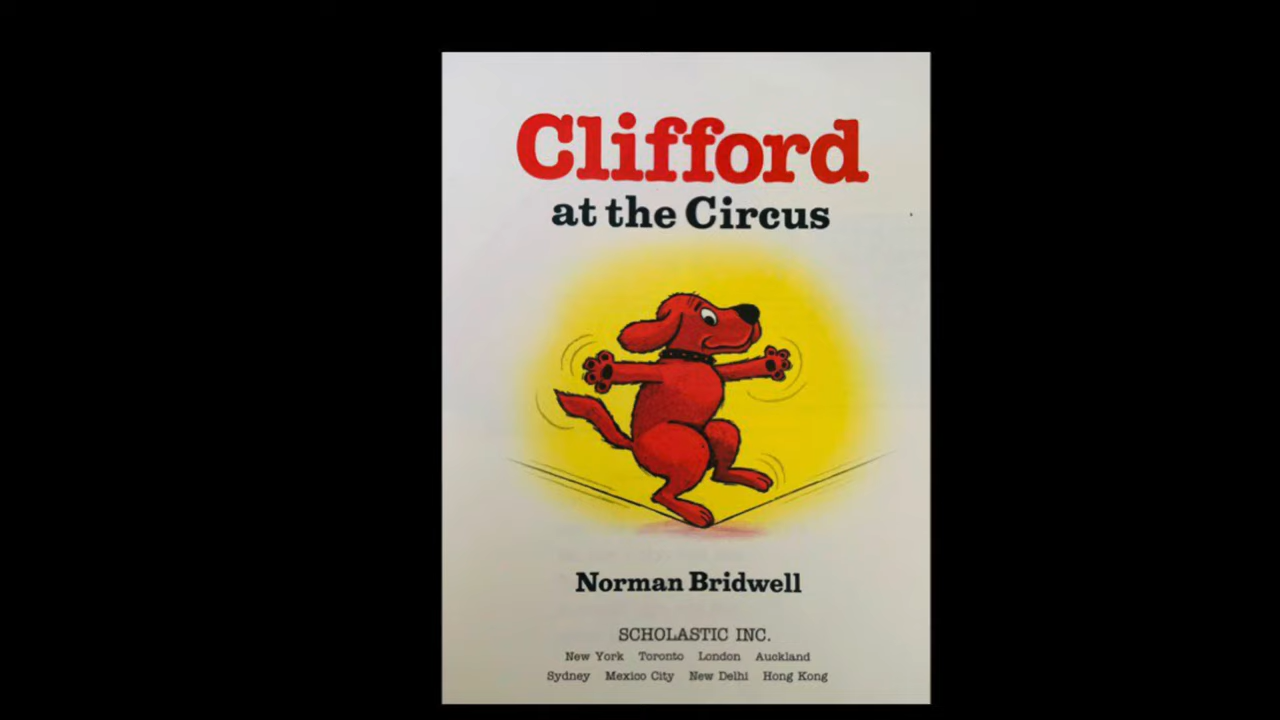 Clifford
at the Circus
Norman Bridwell
SCHOLASTIC INC.
New York Toronto London Auckland
Sydney Mexico City New Delhi Hong Kong